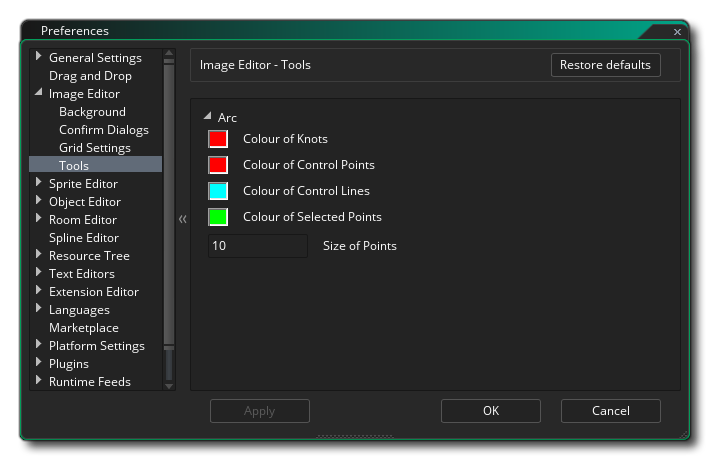 Preferences
General Settings
Drag and Drop
Image Editor
Background
Confirm Dialogs
Grid Settings
Tools
Sprite Editor
Object Editor
Room Editor
Spline Editor
Resource Tree
Text Editors
Extension Editor
Languages
Marketplace
Platform Settings
Plugins
Runtime Feeds
Image Editor - Tools
Restore defaults
Arc
Colour of Knots
Colour of Control Points
Colour of Control Lines
Colour of Selected Points
10 Size of Points
Apply OK Cancel